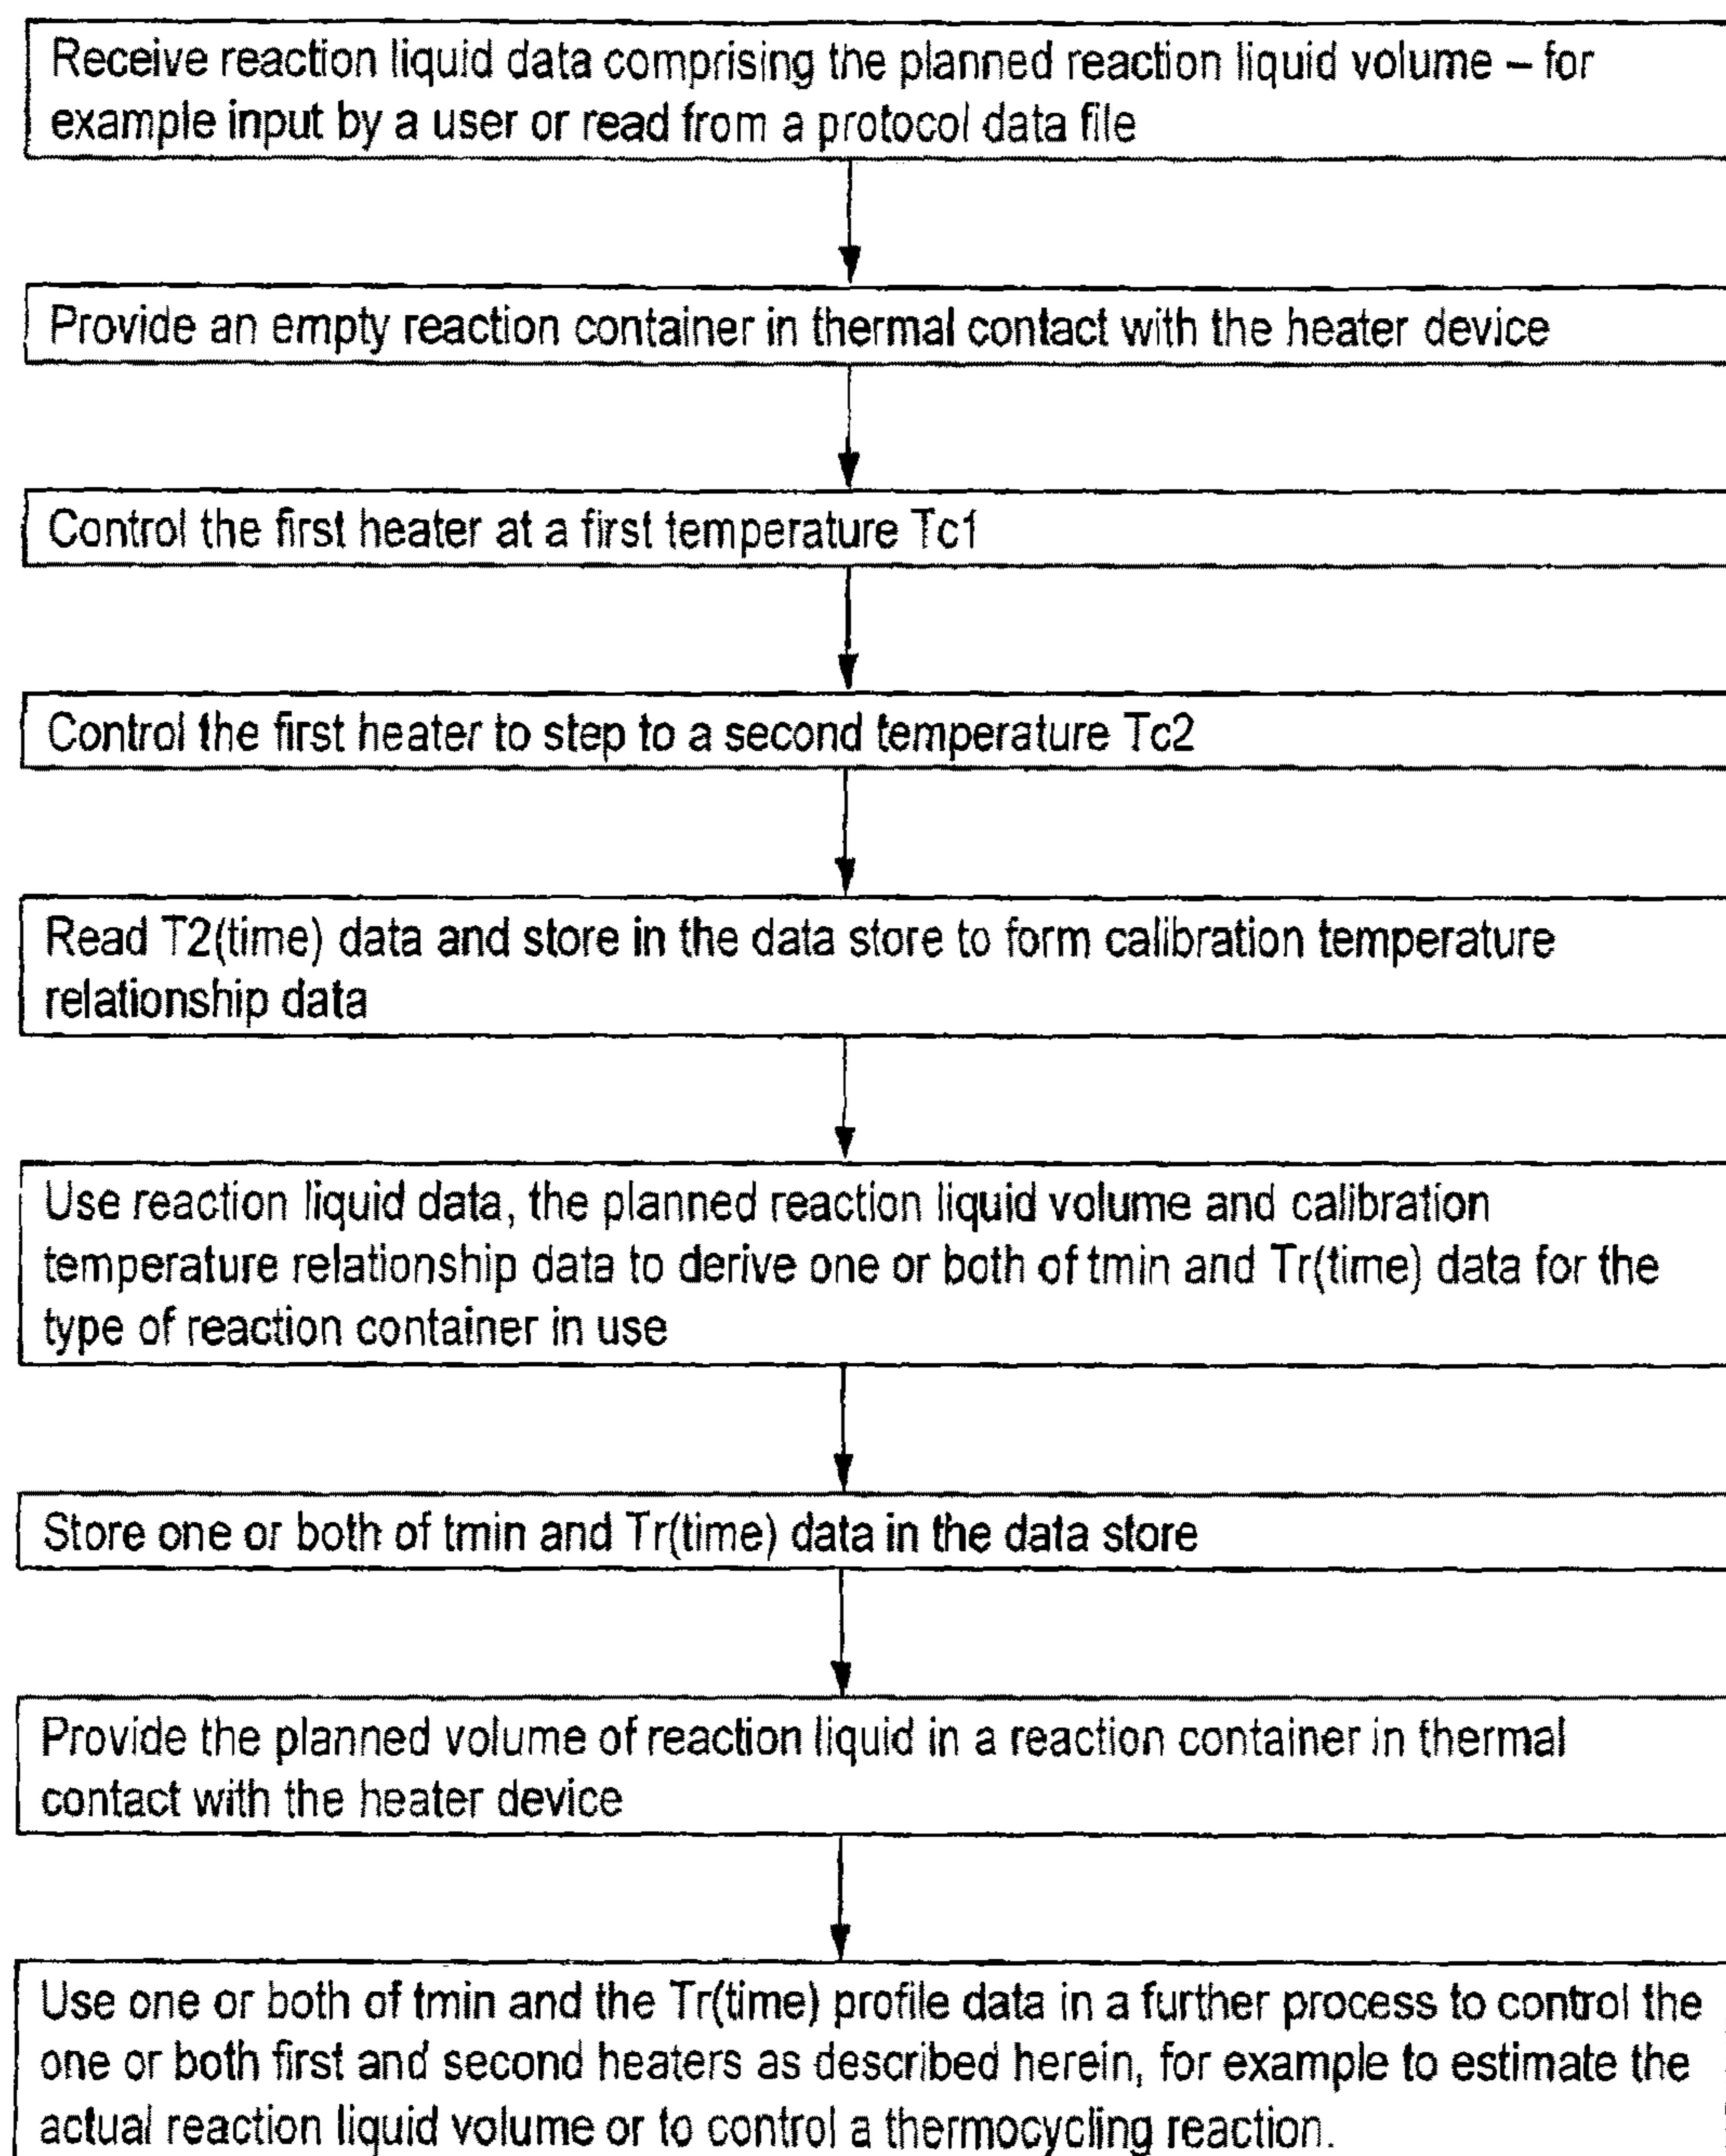 Receive reaction liquid data comprising the planned reaction liquid volume – for
example input by a user or read from a protocol data file
Provide an empty reaction container in thermal contact with the heater device
Control the first heater at a first temperature Tc1
Control the first heater to step to a second temperature Tc2
Read T2(time) data and store in the data store to form calibration temperature
relationship data
Use reaction liquid data, the planned reaction liquid volume and calibration
temperature relationship data to derive one or both of tmin and Tr(time) data for the
type of reaction container in use
Store one or both of tmin and Tr(time) data in the data store
Provide the planned volume of reaction liquid in a reaction container in thermal
contact with the heater device
Use one or both of tmin and the Tr(time) profile data in a further process to control the
one or both first and second heaters as described herein, for example to estimate the
actual reaction liquid volume or to control a thermocycling reaction.